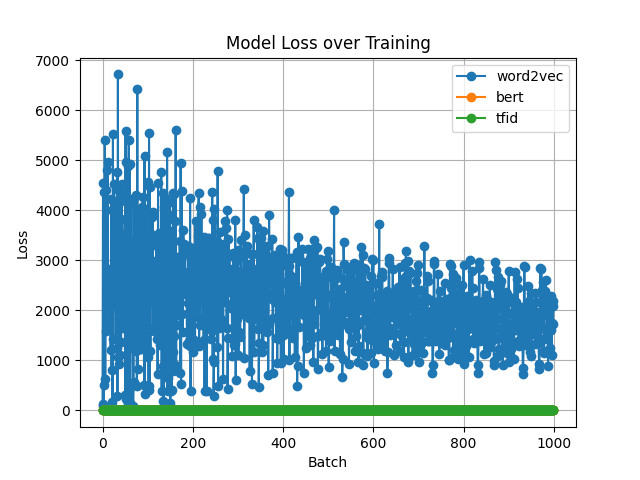 Model Loss over Training
7000
6000
5000
4000
3000
2000
1000
0
Loss
word2vec
bert
tfid
0 200 400 600 800 1000
Batch